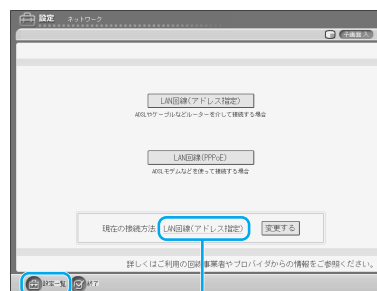 設定 ネットワーク
子画面 入
LAN回線(アドレス指定)
ADSLやケーブルなどルーターを介して接続する場合
LAN回線(PPPoE)
ADSLモデムなどを使って接続する場合
現在の接続方法 LAN回線(アドレス指定) 変更する
詳しくはご利用の回線事業者やプロバイダからの情報をご参照ください。
設定一覧 終了